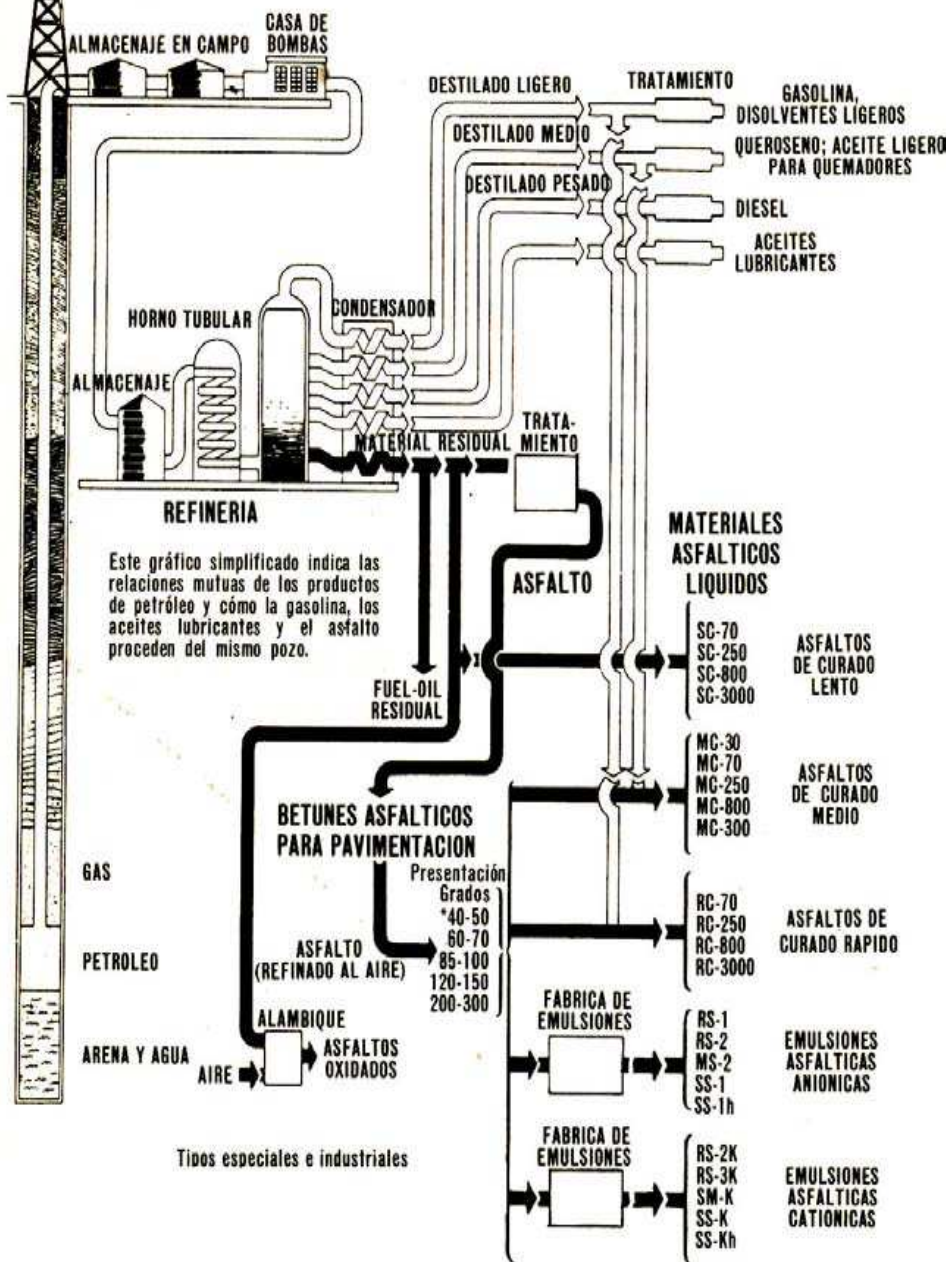 ALMACENAJE EN CAMPO
CASA DE
BOMBAS
DESTILADO LIGERO
TRATAMIENTO
GASOLINA,
DISOLVENTES LIGEROS
DESTILADO MEDIO
QUEROSENO; ACEITE LIGERO
PARA QUEMADORES
DESTILADO PESADO
DIESEL
ACEITES
LUBRICANTES
HORNO TUBULAR
CONDENSADOR
ALMACENAJE
MATERIAL RESIDUAL
TRATA-
MIENTO
REFINERIA
Este gráfico simplificado indica las
relaciones mutuas de los productos
de petróleo y cómo la gasolina, los
aceites lubricantes y el asfalto
proceden del mismo pozo.
ASFALTO
MATERIALES
ASFALTICOS
LIQUIDOS
FUEL-OIL
RESIDUAL
SC-70
SC-250
SC-800
SC-3000
ASFALTOS
DE CURADO
LENTO
MC-30
MC-70
MC-250
MC-800
MC-300
ASFALTOS
DE CURADO
MEDIO
BETUNES ASFALTICOS
PARA PAVIMENTACION
Presentación
Grados
*40-50
60-70
85-100
120-150
200-300
RC-70
RC-250
RC-800
RC-3000
ASFALTOS DE
CURADO RAPIDO
GAS
PETROLEO
ARENA Y AGUA
ASFALTO
(REFINADO AL AIRE)
ALAMBIQUE
AIRE
ASFALTOS
OXIDADOS
FABRICA DE
EMULSIONES
RS-1
RS-2
MS-2
SS-1
SS-1h
EMULSIONES
ASFALTICAS
ANIONICAS
Tipos especiales e industriales
FABRICA DE
EMULSIONES
RS-2K
RS-3K
SM-K
SS-K
SS-Kh
EMULSIONES
ASFALTICAS
CATIONICAS